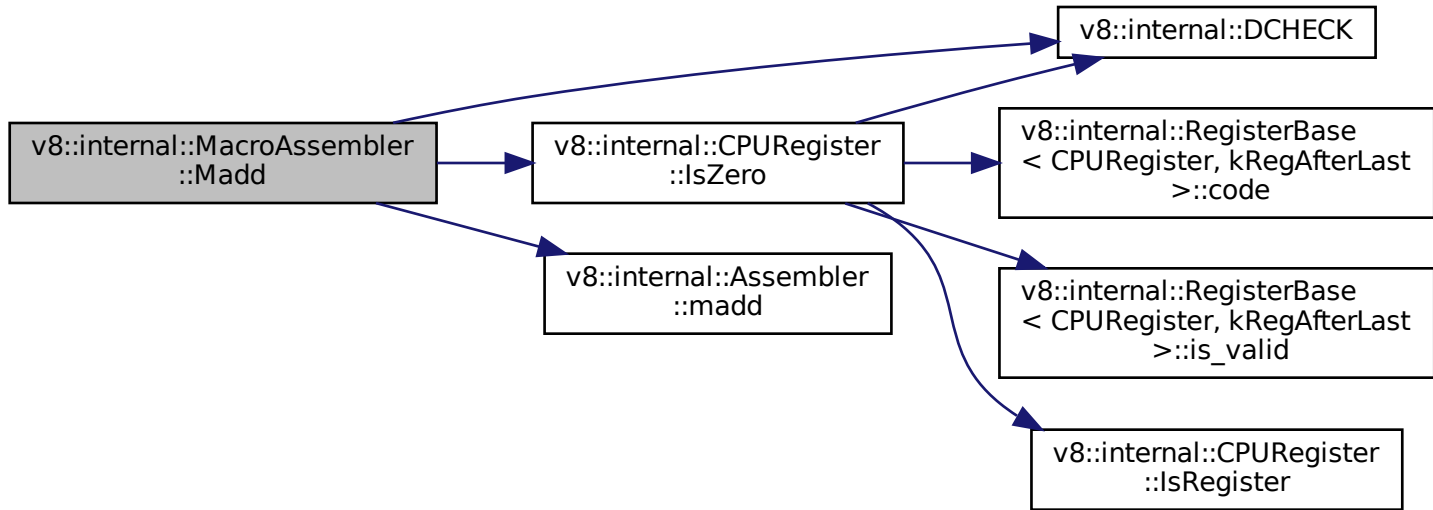 v8::internal::MacroAssembler
::Madd
v8::internal::CPURegister
::IsZero
v8::internal::Assembler
::madd
v8::internal::DCHECK
v8::internal::RegisterBase
< CPURegister, kRegAfterLast
>::code
v8::internal::RegisterBase
< CPURegister, kRegAfterLast
>::is_valid
v8::internal::CPURegister
::IsRegister